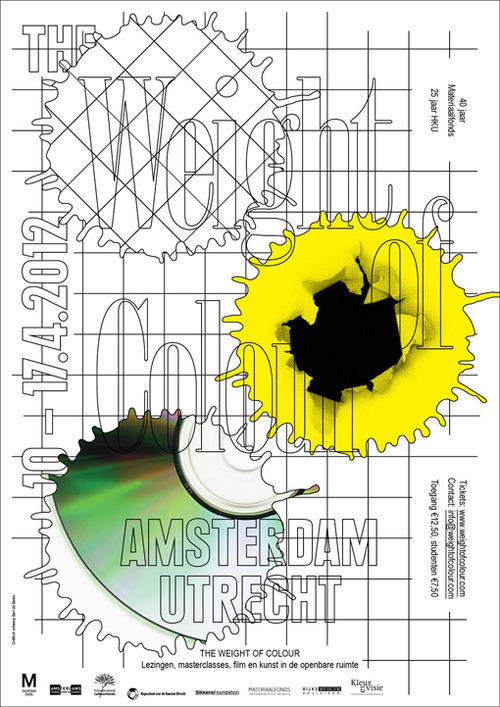 THE
Weight
of
Colour
10 – 17.4.2012
40 jaar
Materiaalfonds
25 jaar HKU
AMSTERDAM
UTRECHT
Tickets: www.weightofcolour.com
Contact: info@weightofcolour.com
Toegang €12,50, studenten €7,50
THE WEIGHT OF COLOUR
Lezingen, masterclasses, film en kunst in de openbare ruimte
M
SikkensFoundation
MATERIAALFONDS
RIJKSMUSEUM
AMSTERDAM
Kleur
&visie